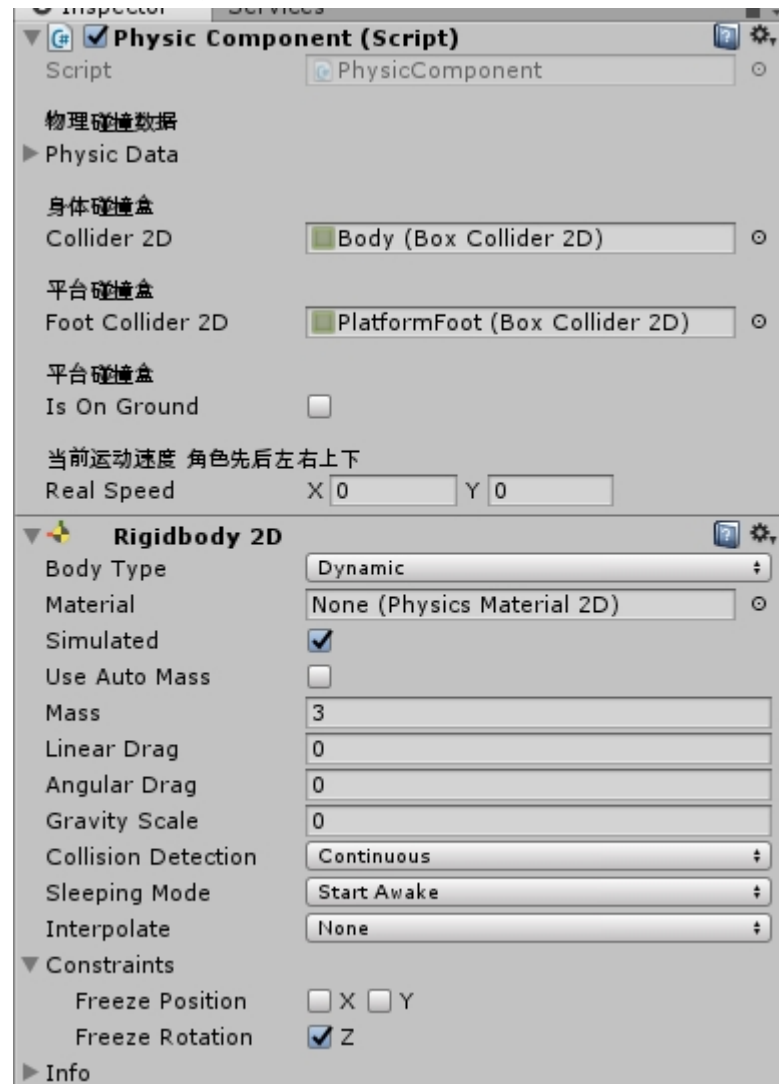 Inspector Services
Physic Component (Script)
Script PhysicComponent
物理碰撞数据
Physic Data
身体碰撞盒
Collider 2D Body (Box Collider 2D)
平台碰撞盒
Foot Collider 2D PlatformFoot (Box Collider 2D)
平台碰撞盒
Is On Ground
当前运动速度 角色先后左右上下
Real Speed X 0 Y 0
Rigidbody 2D
Body Type Dynamic
Material None (Physics Material 2D)
Simulated
Use Auto Mass
Mass 3
Linear Drag 0
Angular Drag 0
Gravity Scale 0
Collision Detection Continuous
Sleeping Mode Start Awake
Interpolate None
Constraints
Freeze Position X Y
Freeze Rotation Z
Info